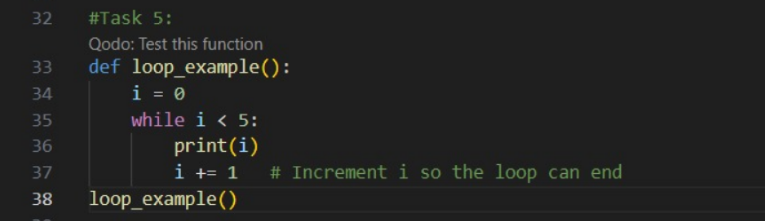 32 #Task 5:
Qodo: Test this function
33 def loop_example():
34     i = 0
35     while i < 5:
36         print(i)
37         i += 1   # Increment i so the loop can end
38 loop_example()